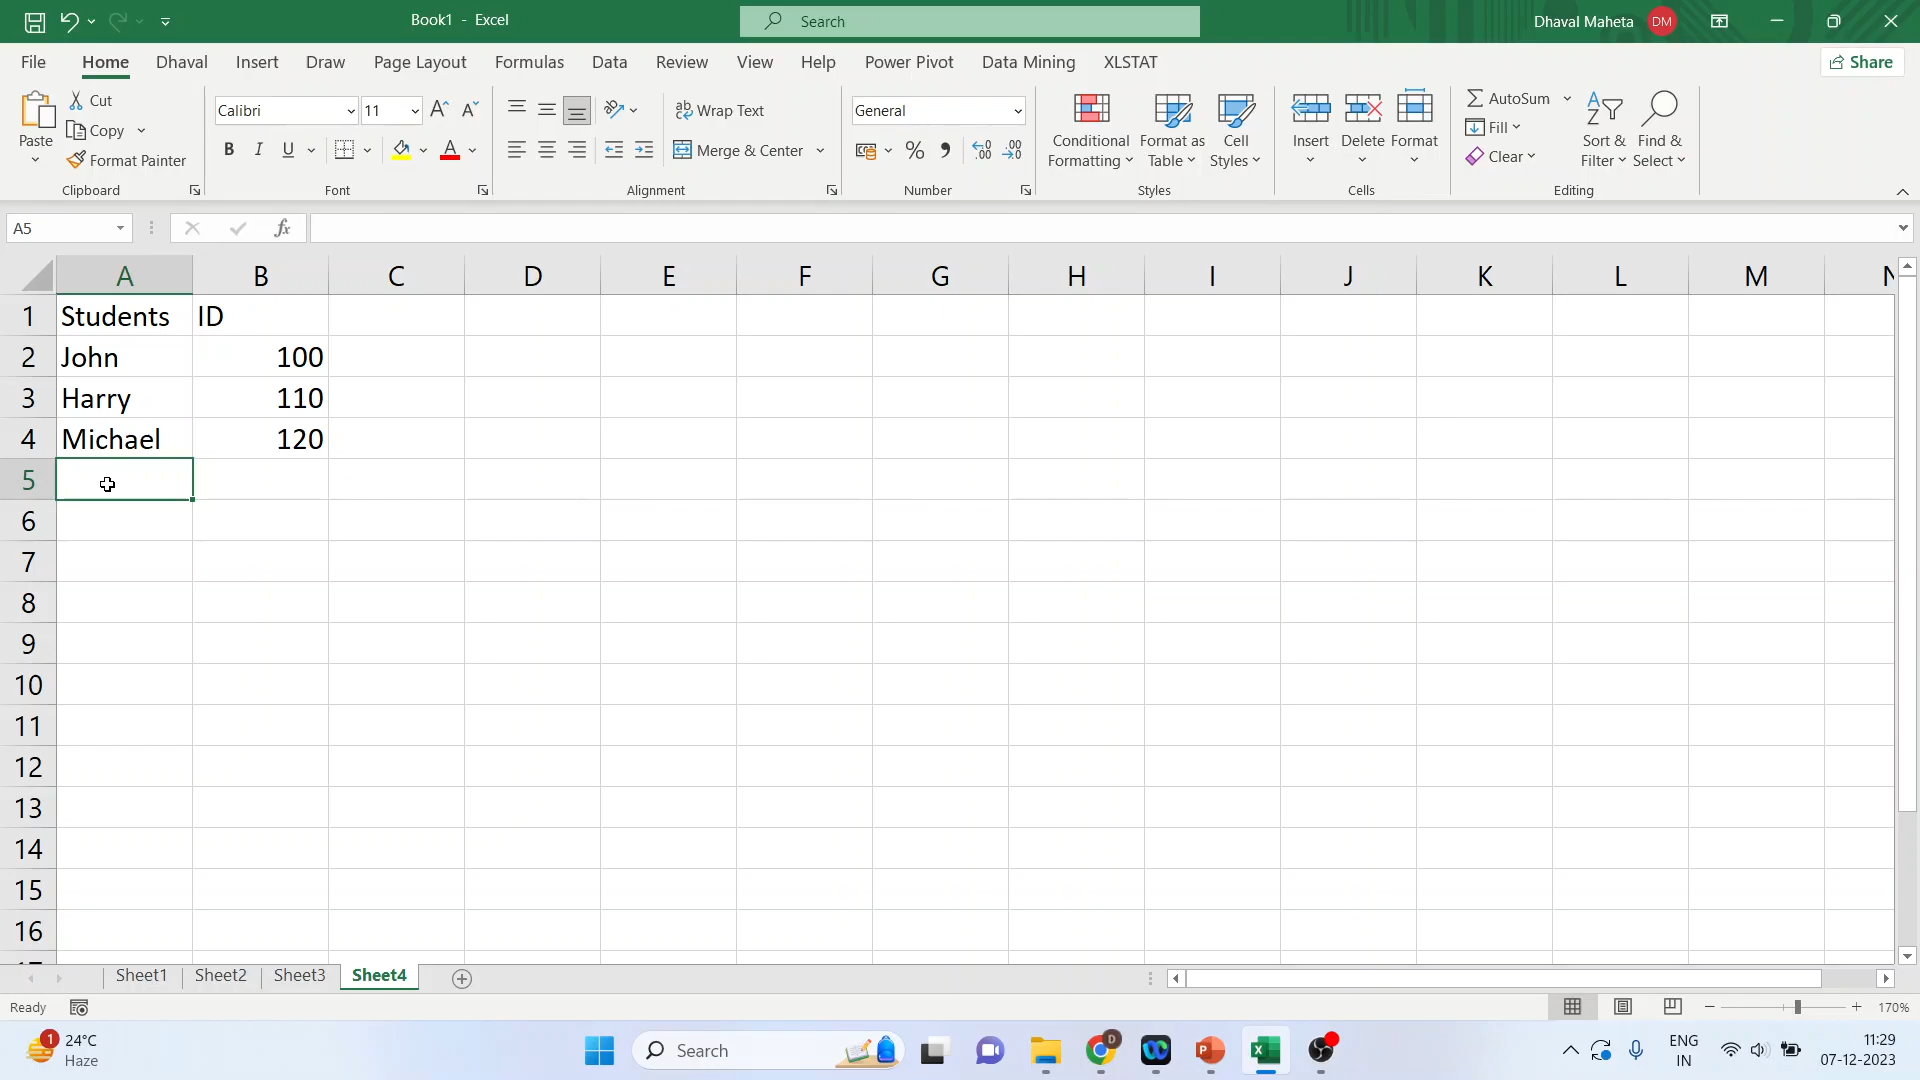 Book1 - Excel
Search
Dhaval Maheta DM
File Home Dhaval Insert Draw Page Layout Formulas Data Review View Help Power Pivot Data Mining XLSTAT Share
Paste
Cut
Copy
Format Painter
Clipboard
Calibri 11
B I U A
Font
ab Wrap Text
Merge & Center
Alignment
General
% 
Number
Conditional Formatting
Format as Table
Cell Styles
Styles
Insert Delete Format
Cells
AutoSum
Fill
Clear
Sort & Filter
Find & Select
Editing
A5 fx
A B C D E F G H I J K L M N
1 Students ID
2 John 100
3 Harry 110
4 Michael 120
5
6
7
8
9
10
11
12
13
14
15
16
17
Sheet1 Sheet2 Sheet3 Sheet4
Ready 170%
1 24°C
Haze
Search
ENG
IN
11:29
07-12-2023